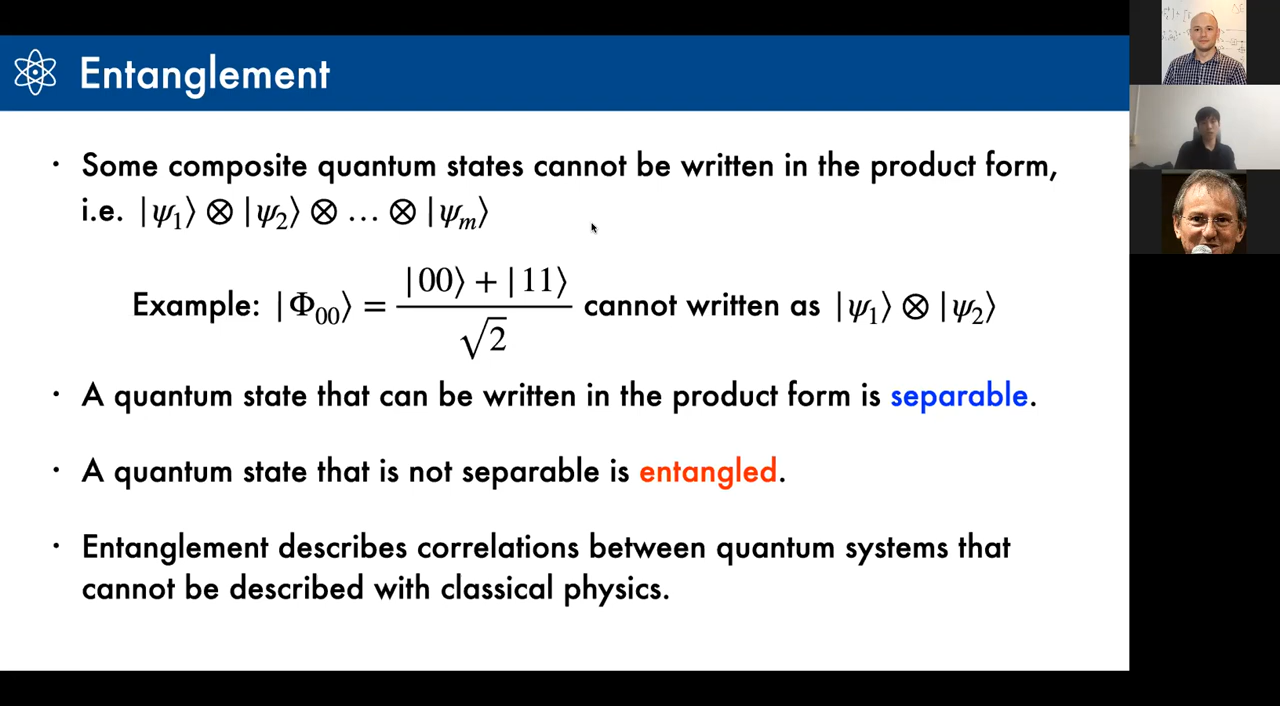 Entanglement
· Some composite quantum states cannot be written in the product form,
i.e. |ψ₁⟩ ⊗ |ψ₂⟩ ⊗ … ⊗ |ψₘ⟩
Example: |Φ₀₀⟩ = |00⟩ + |11⟩ / √2 cannot written as |ψ₁⟩ ⊗ |ψ₂⟩
· A quantum state that can be written in the product form is separable.
· A quantum state that is not separable is entangled.
· Entanglement describes correlations between quantum systems that
cannot be described with classical physics.